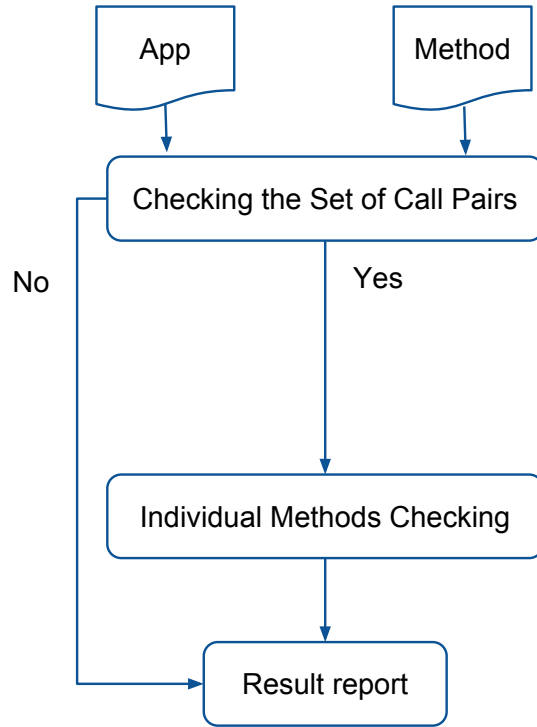 App
Method
Checking the Set of Call Pairs
No
Yes
Individual Methods Checking
Result report